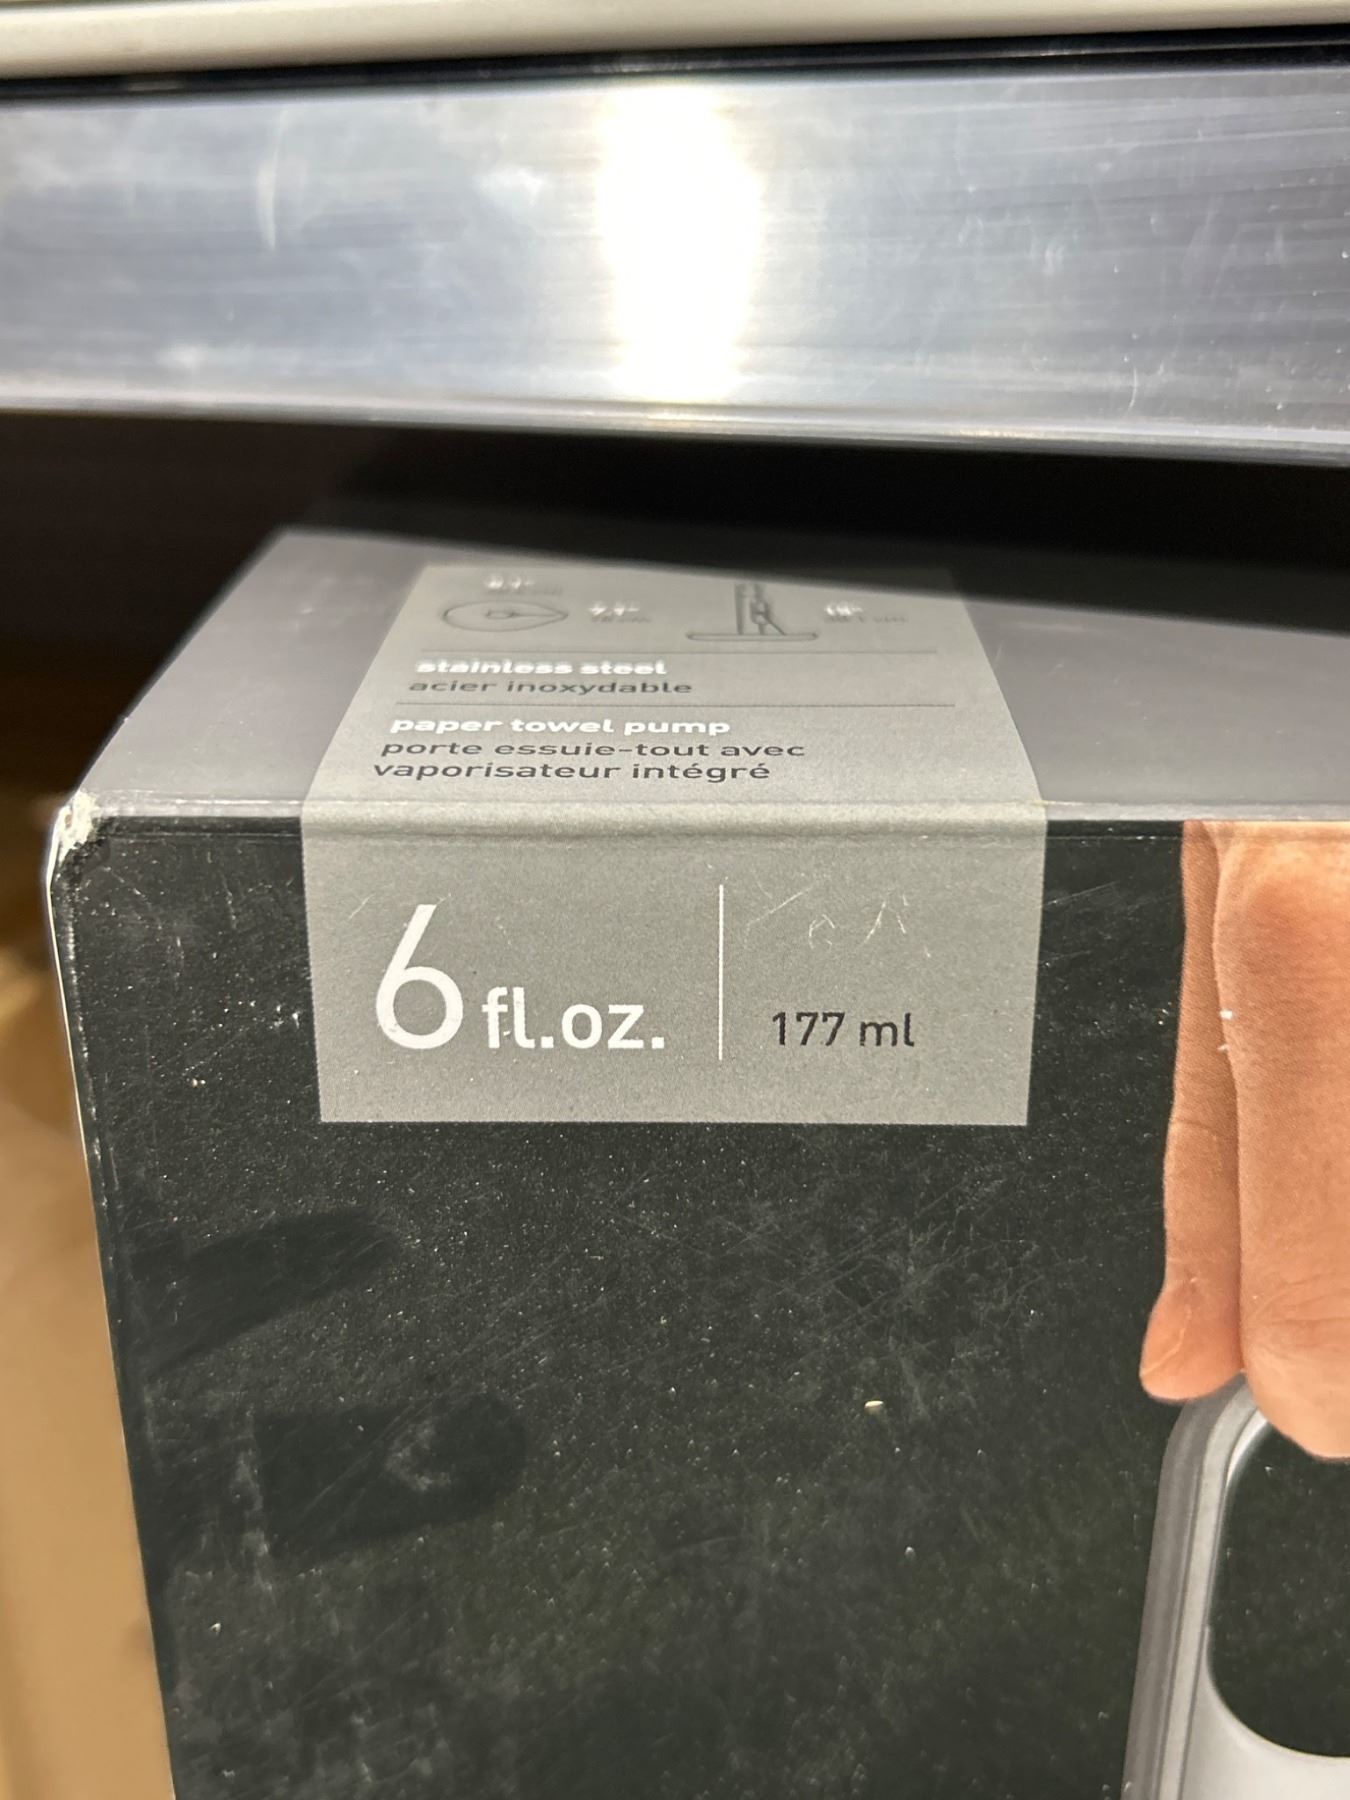 stainless steel
acier inoxydable
paper towel pump
porte essuie-tout avec
vaporisateur intégré
6 fl.oz.
177 ml